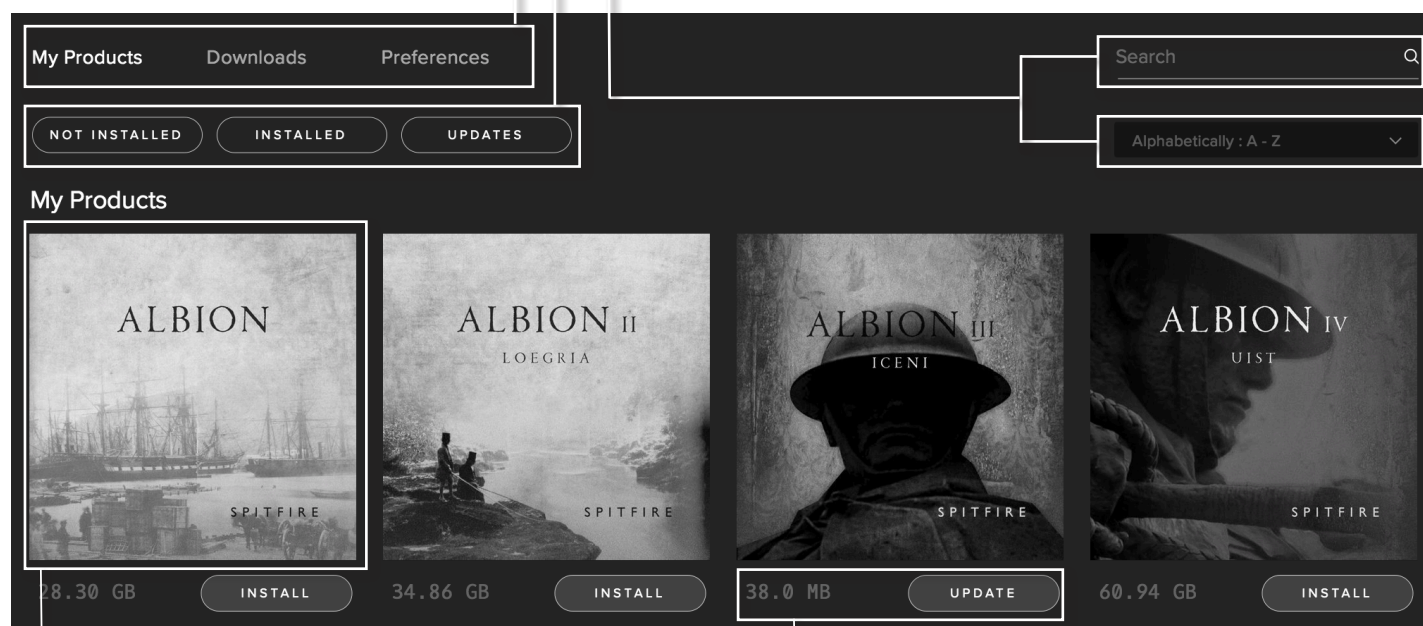 My Products Downloads Preferences
Search
NOT INSTALLED INSTALLED UPDATES
Alphabetically : A - Z
My Products
ALBION
SPITFIRE
ALBION II
LOEGRIA
SPITFIRE
ALBION III
ICENI
SPITFIRE
ALBION IV
UIST
SPITFIRE
28.30 GB INSTALL
34.86 GB INSTALL
38.0 MB UPDATE
60.94 GB INSTALL